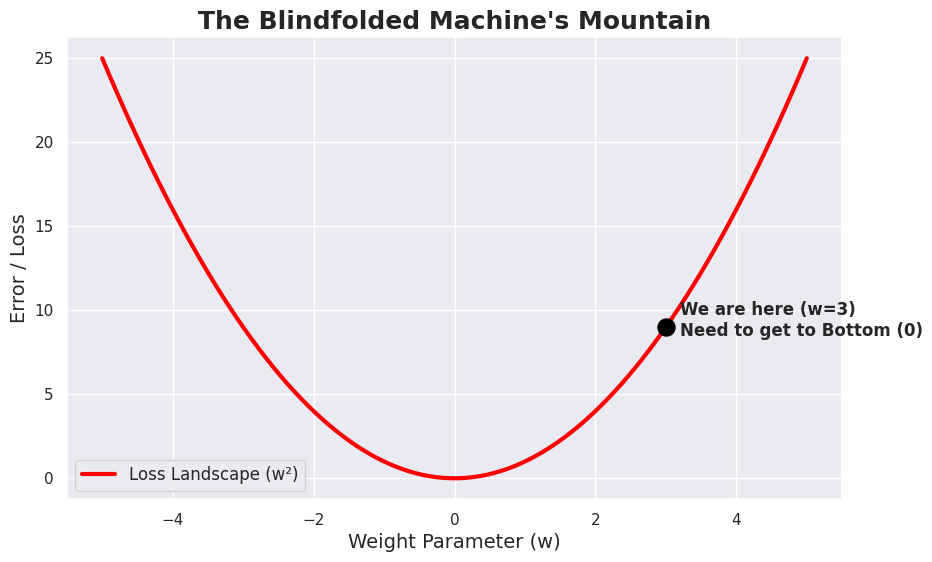 The Blindfolded Machine's Mountain
Error / Loss
25
20
15
10
5
0
We are here (w=3)
Need to get to Bottom (0)
Loss Landscape (w²)
−4
−2
0
2
4
Weight Parameter (w)